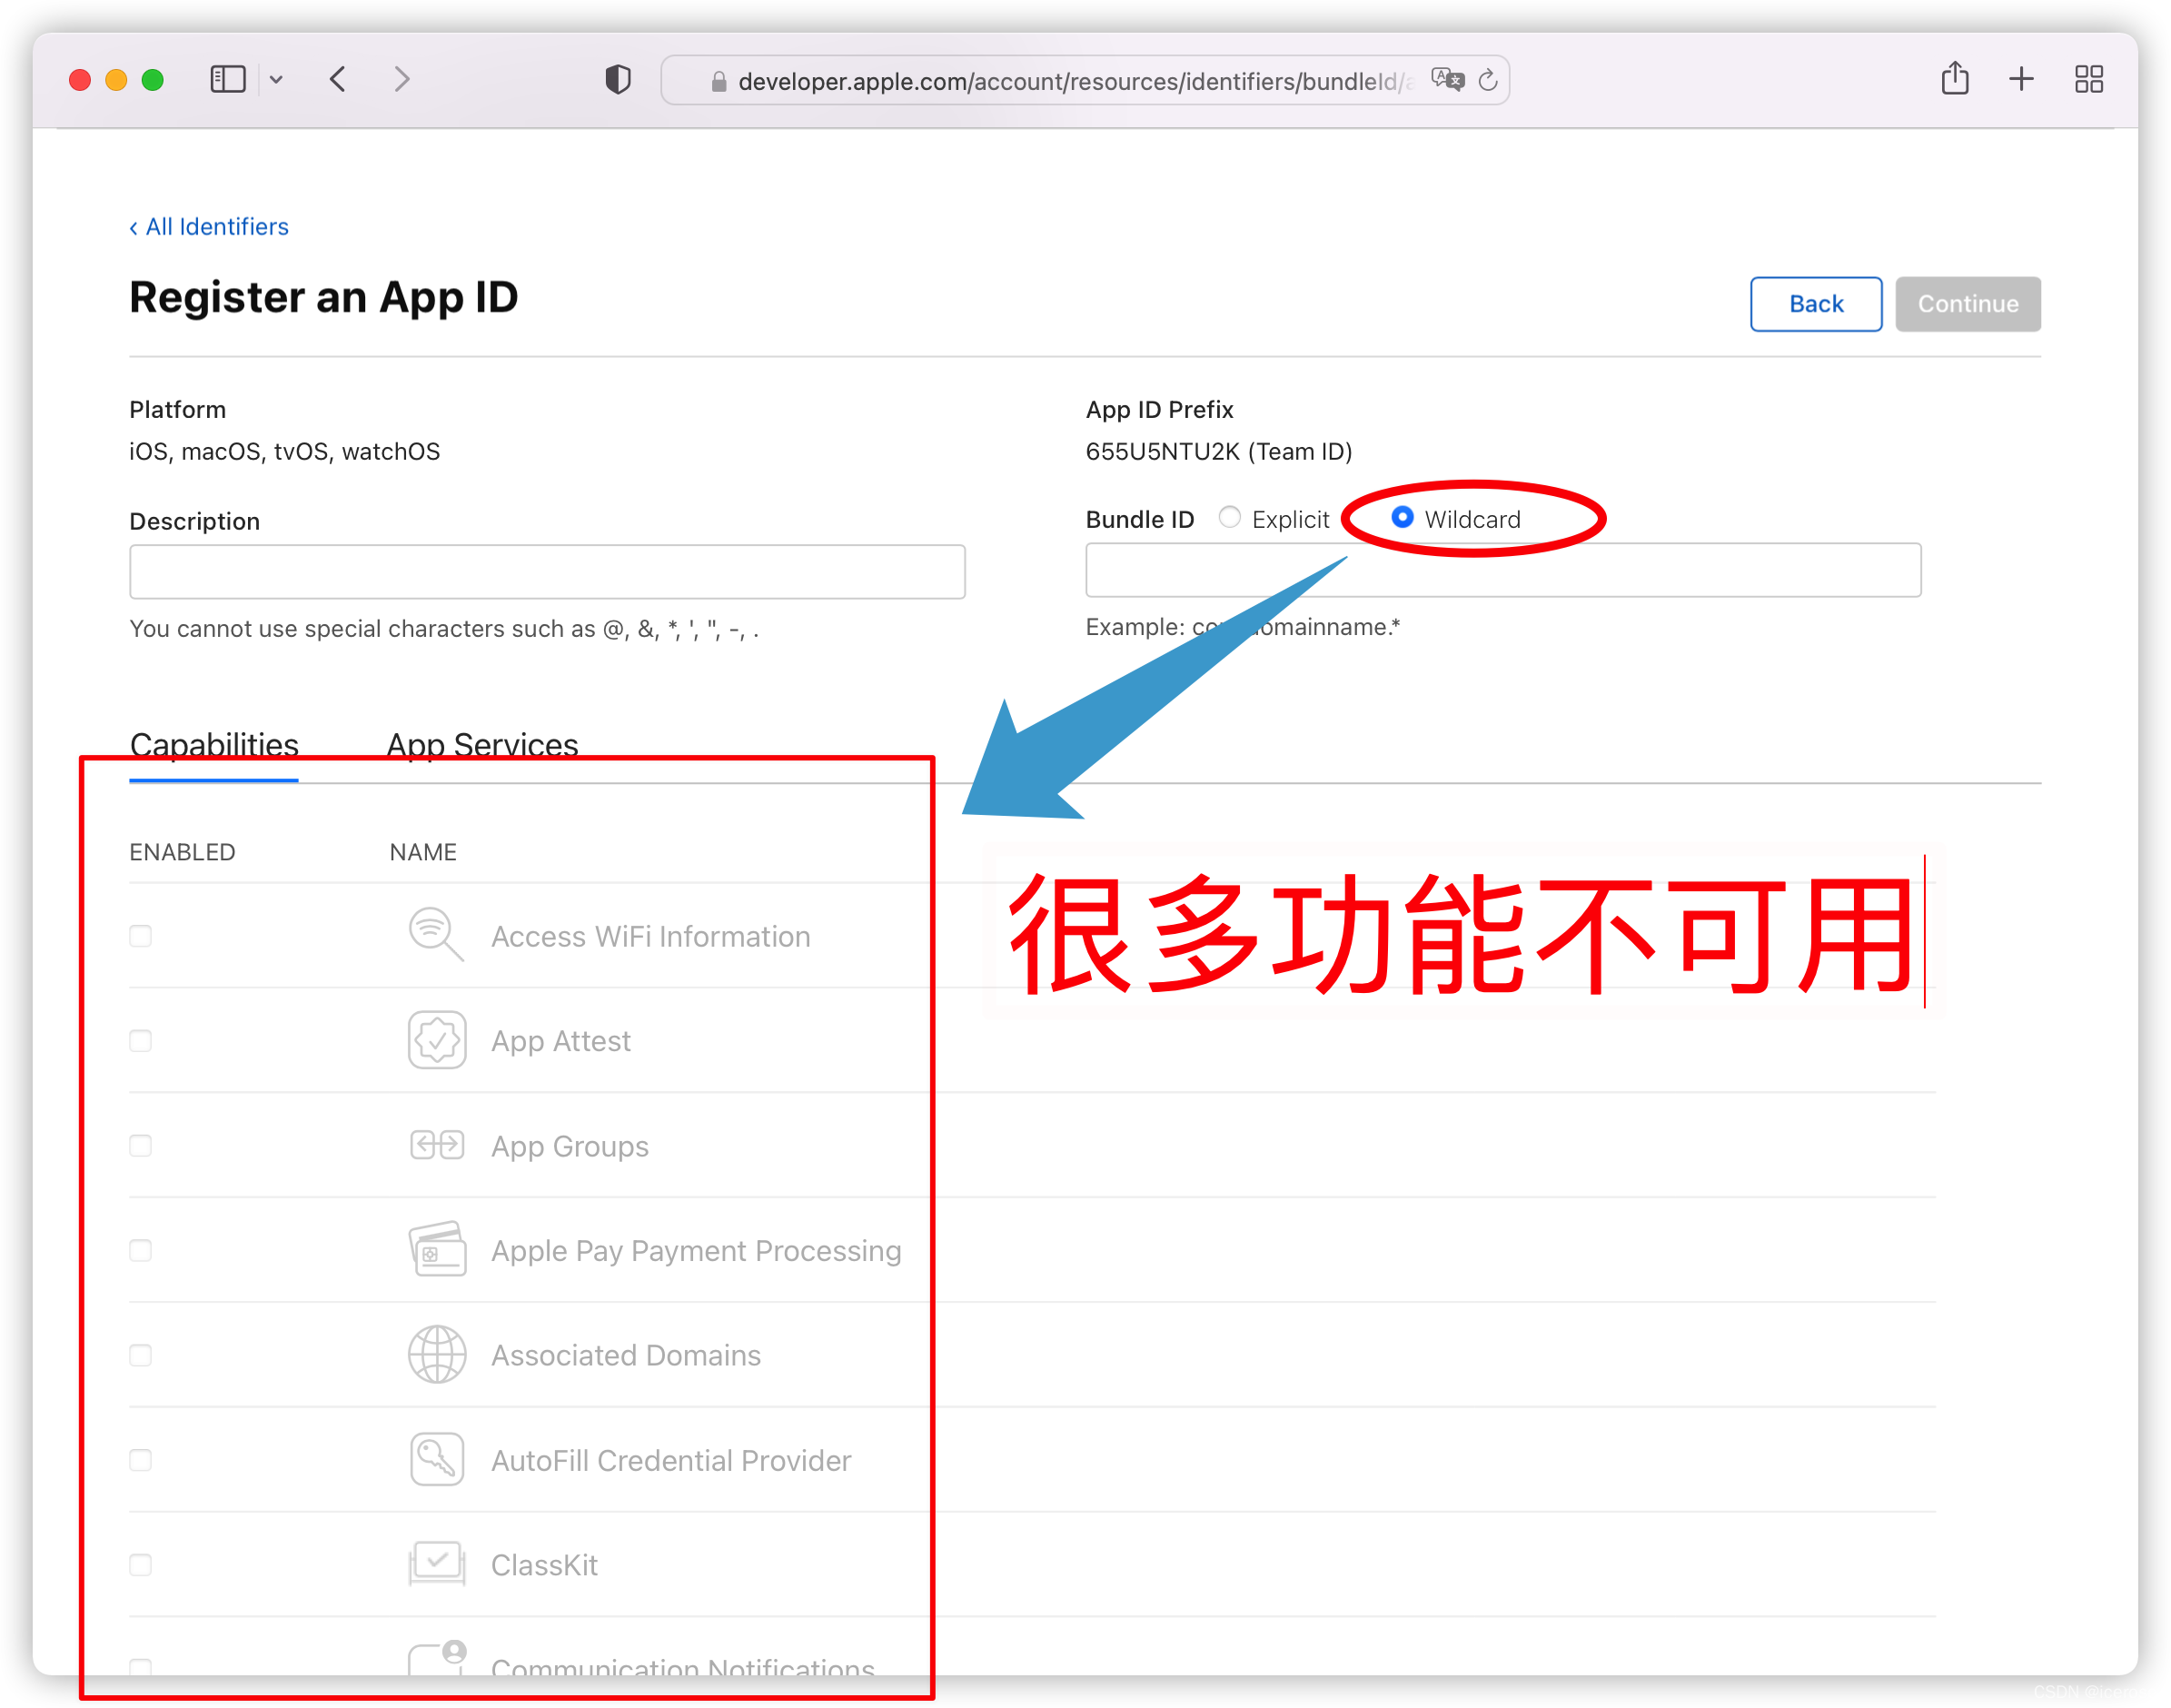 developer.apple.com/account/resources/identifiers/bundleId/
‹ All Identifiers
Register an App ID
Back
Continue
Platform
iOS, macOS, tvOS, watchOS
App ID Prefix
655U5NTU2K (Team ID)
Description
Bundle ID
Explicit
Wildcard
You cannot use special characters such as @, &, *, ', ", -, .
Example:
Capabilities
App Services
ENABLED
NAME
很多功能不可用
Access WiFi Information
App Attest
App Groups
Apple Pay Payment Processing
Associated Domains
AutoFill Credential Provider
ClassKit
Communication Notifications
CSDN